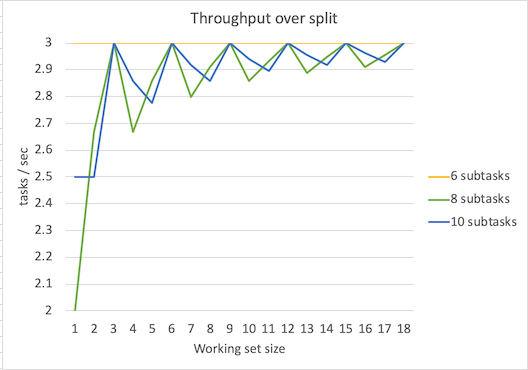 Throughput over split
3
2.9
2.8
2.7
2.6
2.5
2.4
2.3
2.2
2.1
2
tasks / sec
1 2 3 4 5 6 7 8 9 10 11 12 13 14 15 16 17 18
Working set size
6 subtasks
8 subtasks
10 subtasks